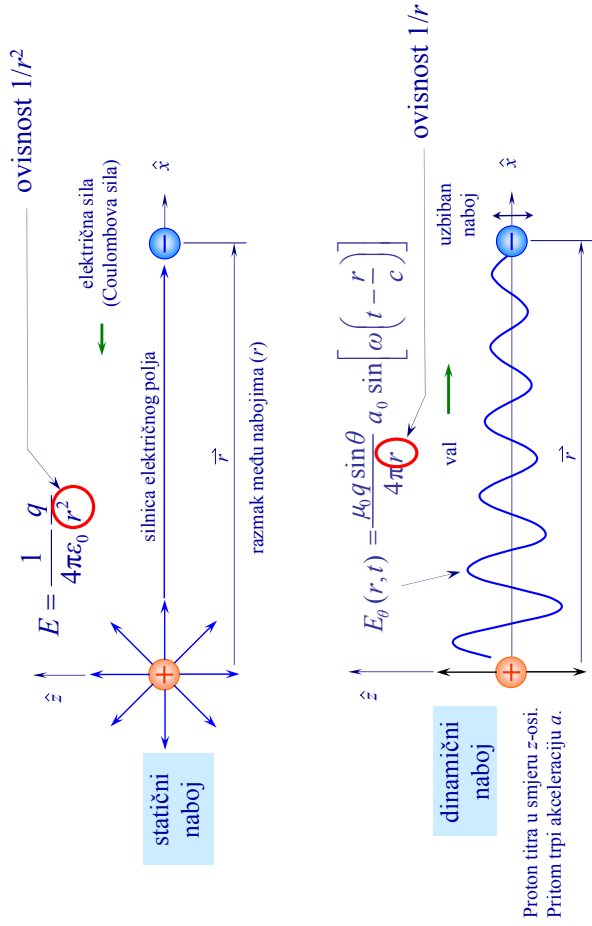 statični
naboj
ẑ
+
E = 1/(4πε₀) q/r²
ovisnost 1/r²
silnica električnog polja
električna sila
(Coulombova sila)
−
x̂
r⃗
razmak među nabojima (r)
dinamični
naboj
Proton titra u smjeru z-osi.
Pritom trpi akceleraciju a.
ẑ
+
E_θ (r, t) = (μ₀ q sinθ)/(4πr) a₀ sin[ω(t − r/c)]
ovisnost 1/r
val
uzbiban
naboj
−
x̂
r⃗